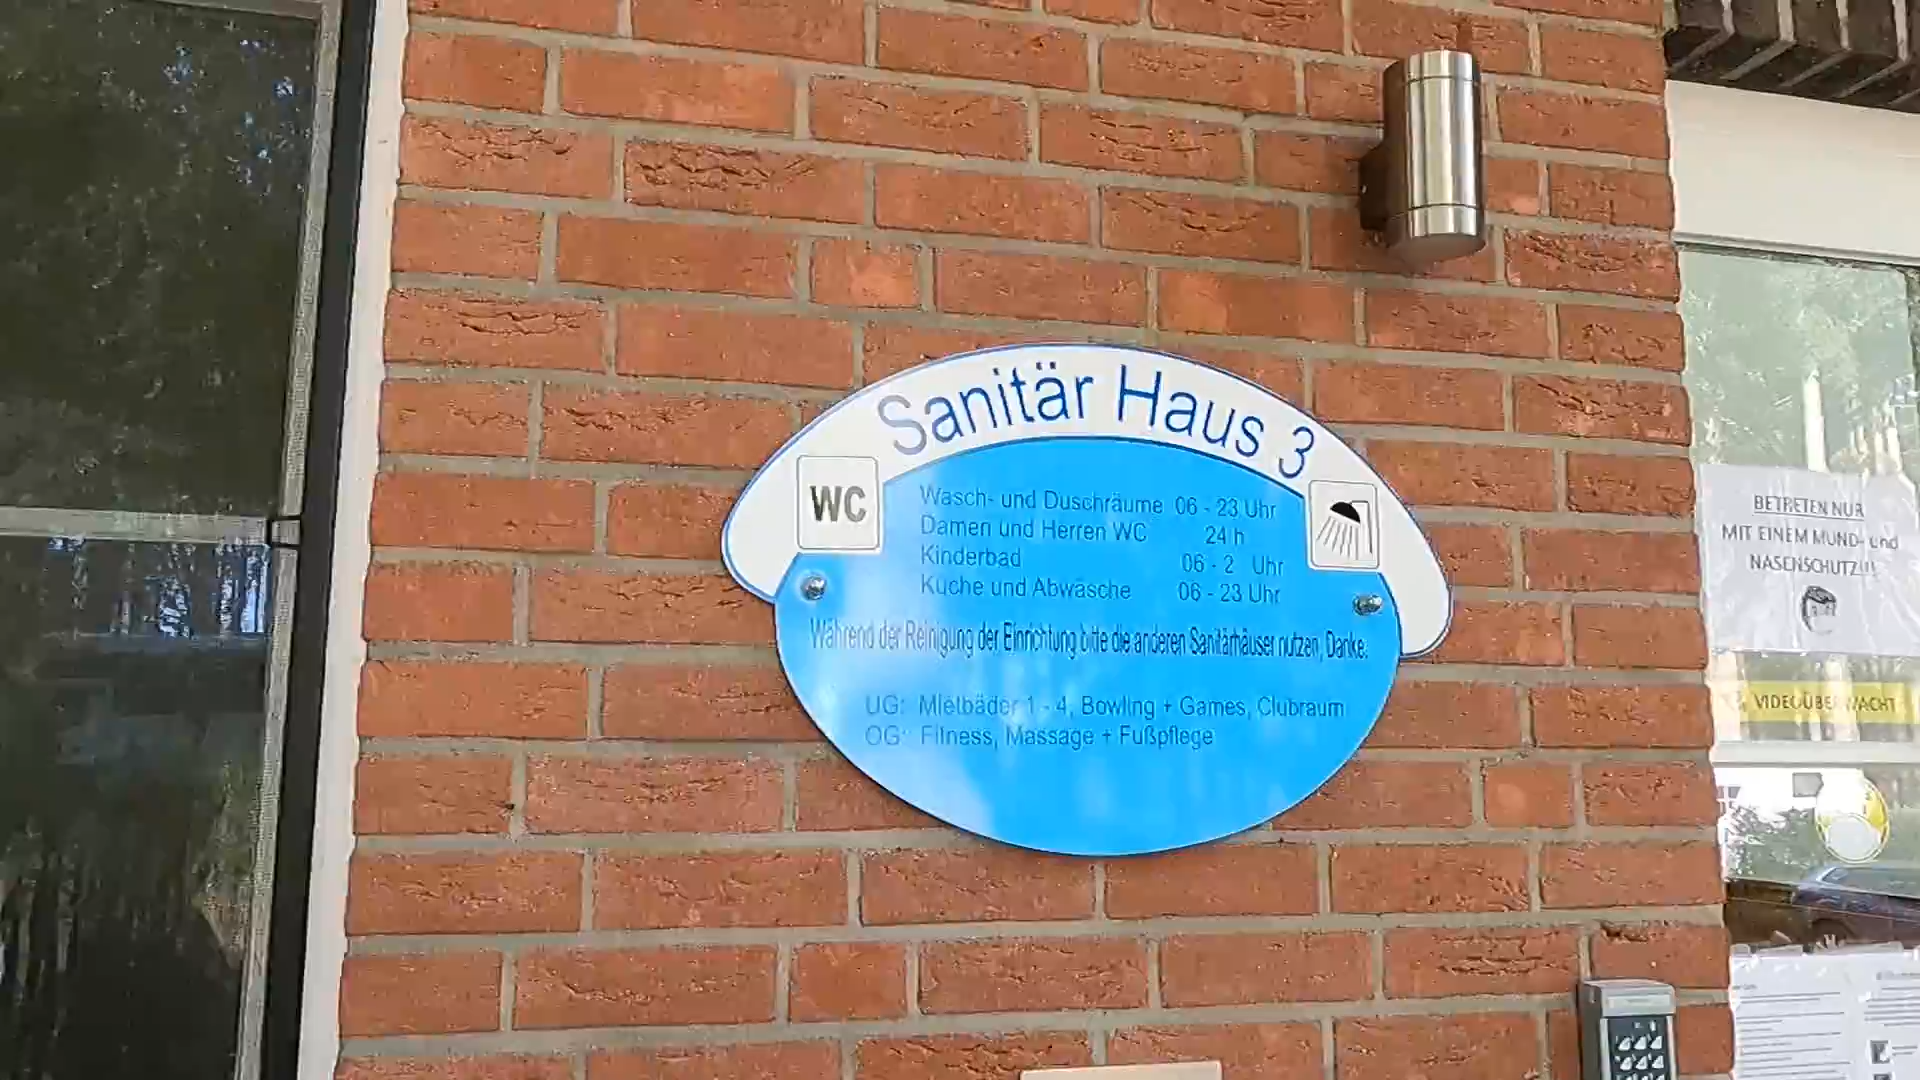 Sanitär Haus 3
WC
Wasch- und Duschräume 06 - 23 Uhr
Damen und Herren WC 24 h
Kinderbad 06 - 2 Uhr
Küche und Abwäsche 06 - 23 Uhr
Während der Reinigung der Einrichtung bitte die anderen Sanitärhäuser nutzen, Danke.
UG: Mietbäder 1 - 4, Bowling + Games, Clubraum
OG: Fitness, Massage + Fußpflege
BETRETEN NUR
MIT EINEM MUND- und
NASENSCHUTZ!!!
VIDEOÜBERWACHT